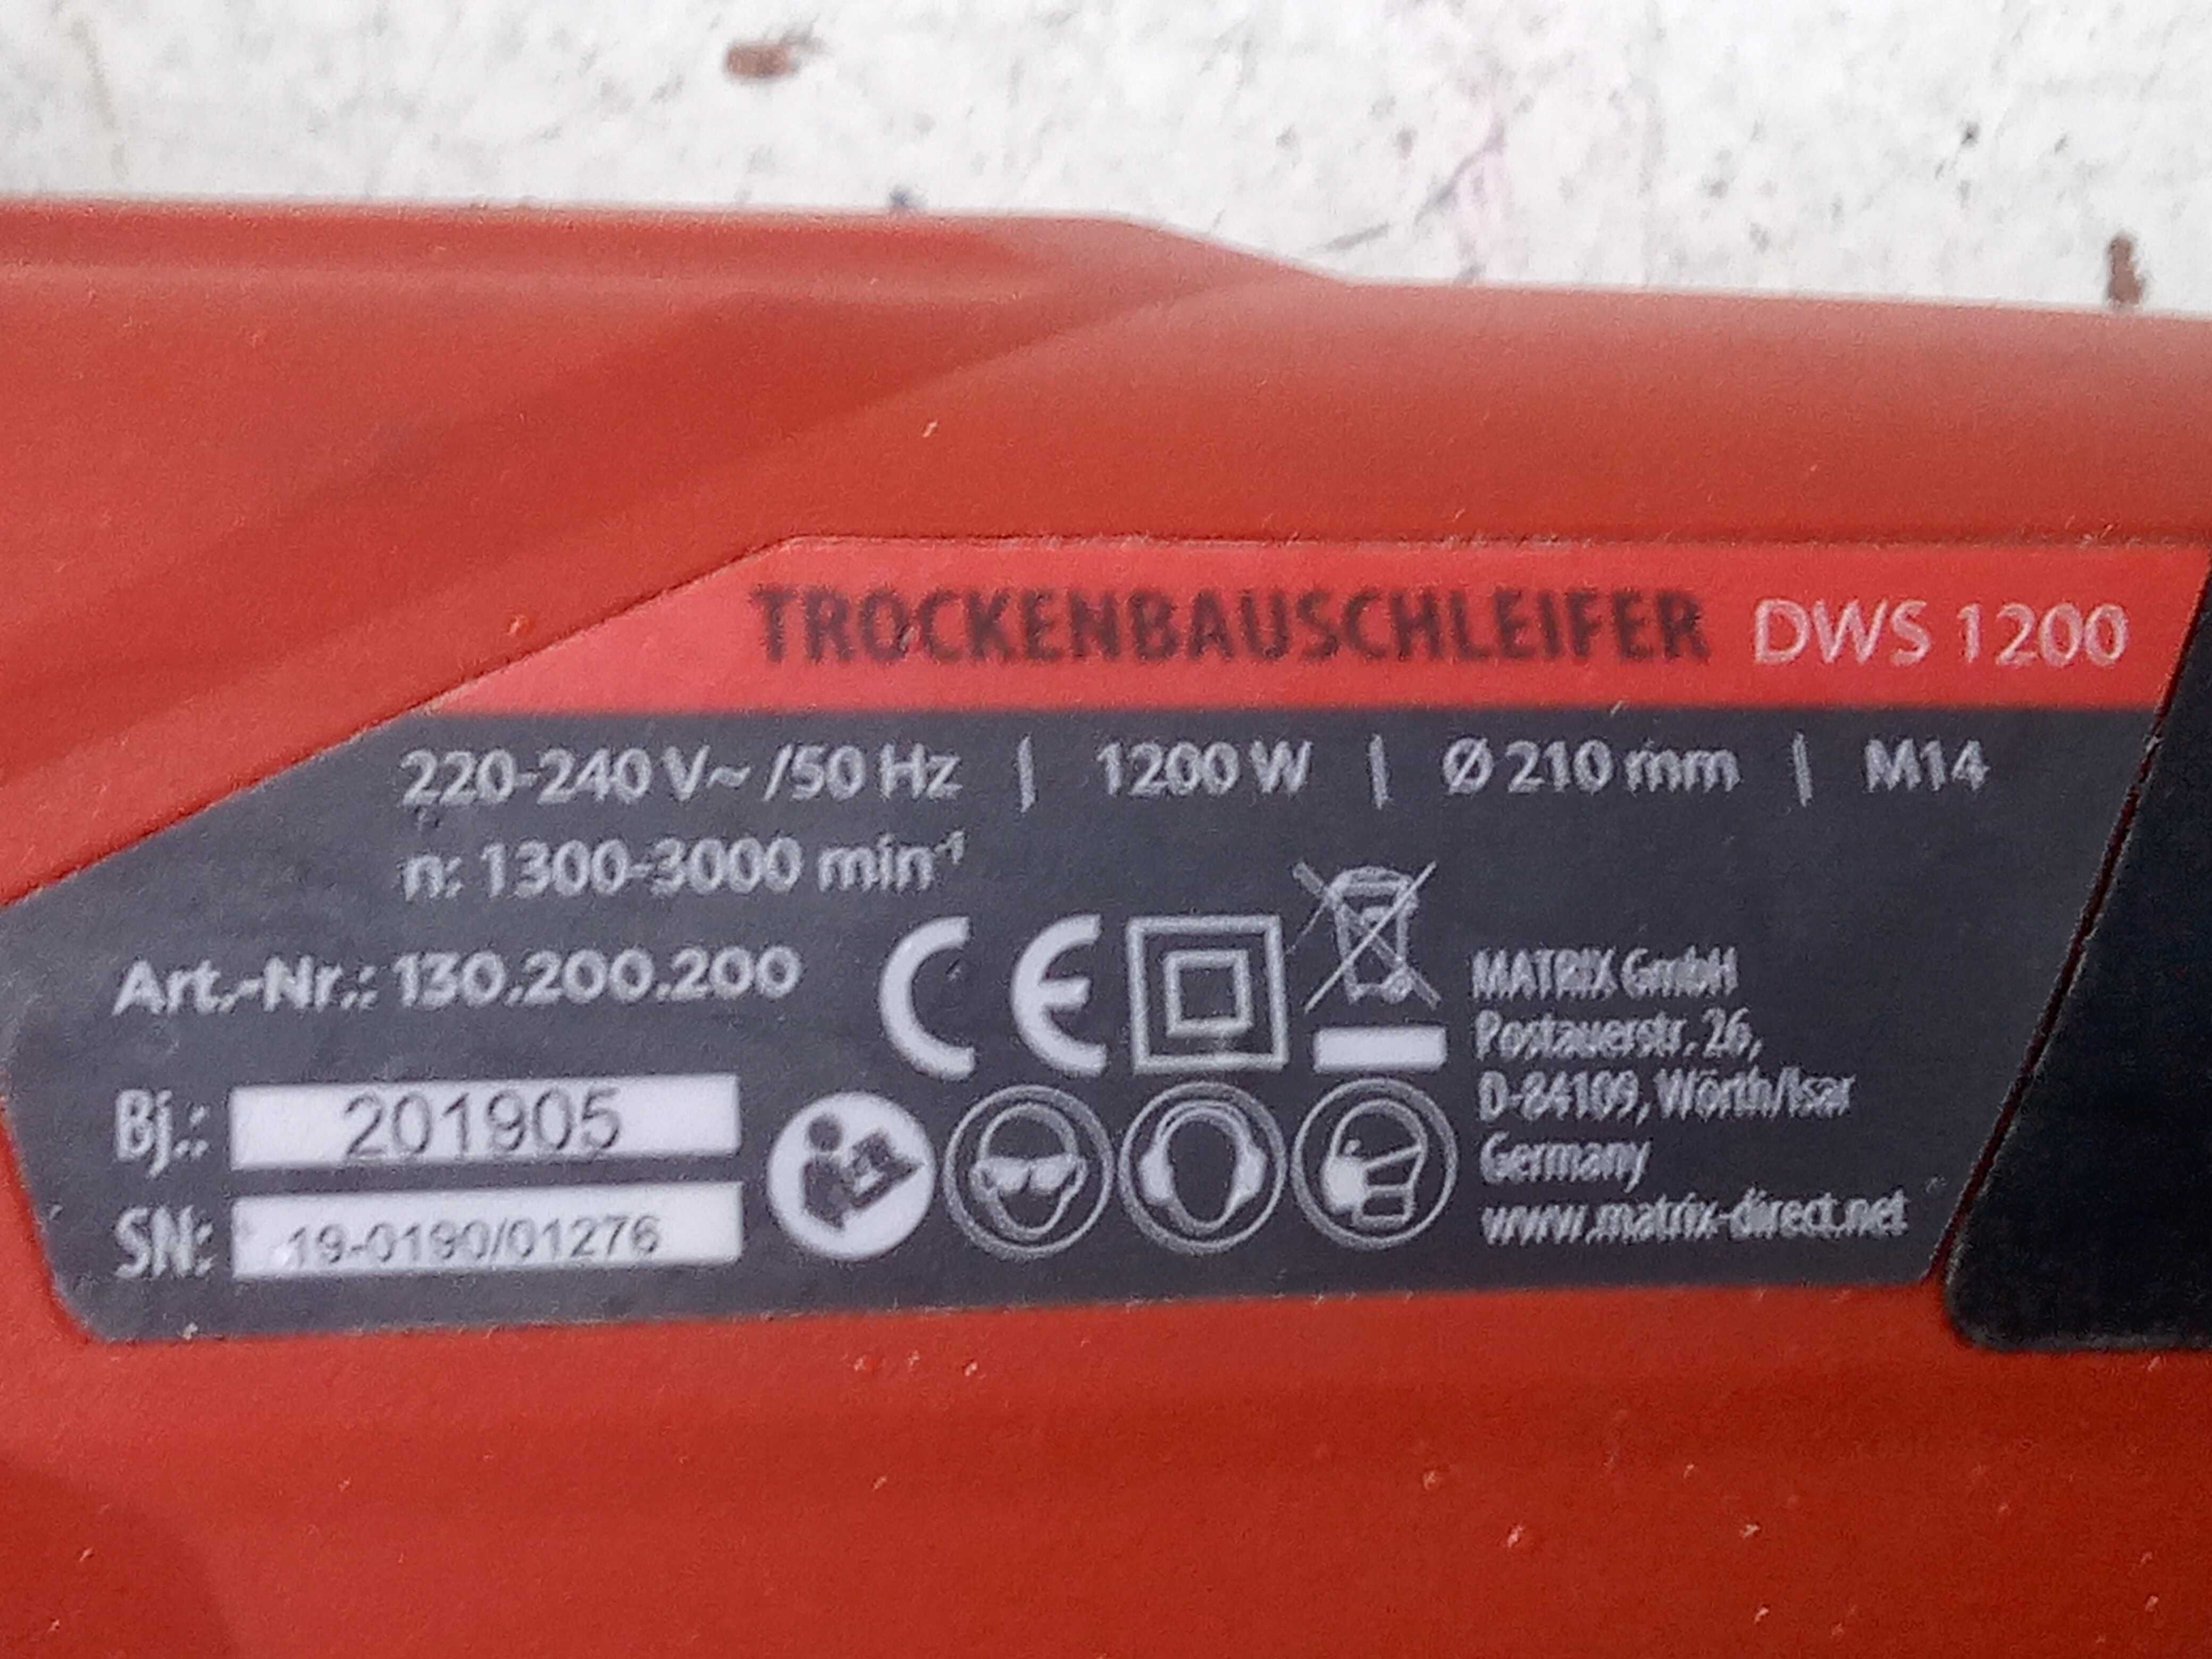 TROCKENBAUSCHLEIFER DWS 1200
220-240 V~ /50 Hz | 1200 W | Ø 210 mm | M14
n: 1300-3000 min⁻¹
Art.-Nr.: 130.200.200
CE
Bj.: 201905
SN: 19-0190/01276
MATRIX GmbH
Postauerstr. 26,
D-84109, Wörth/Isar
Germany
www.matrix-direct.net